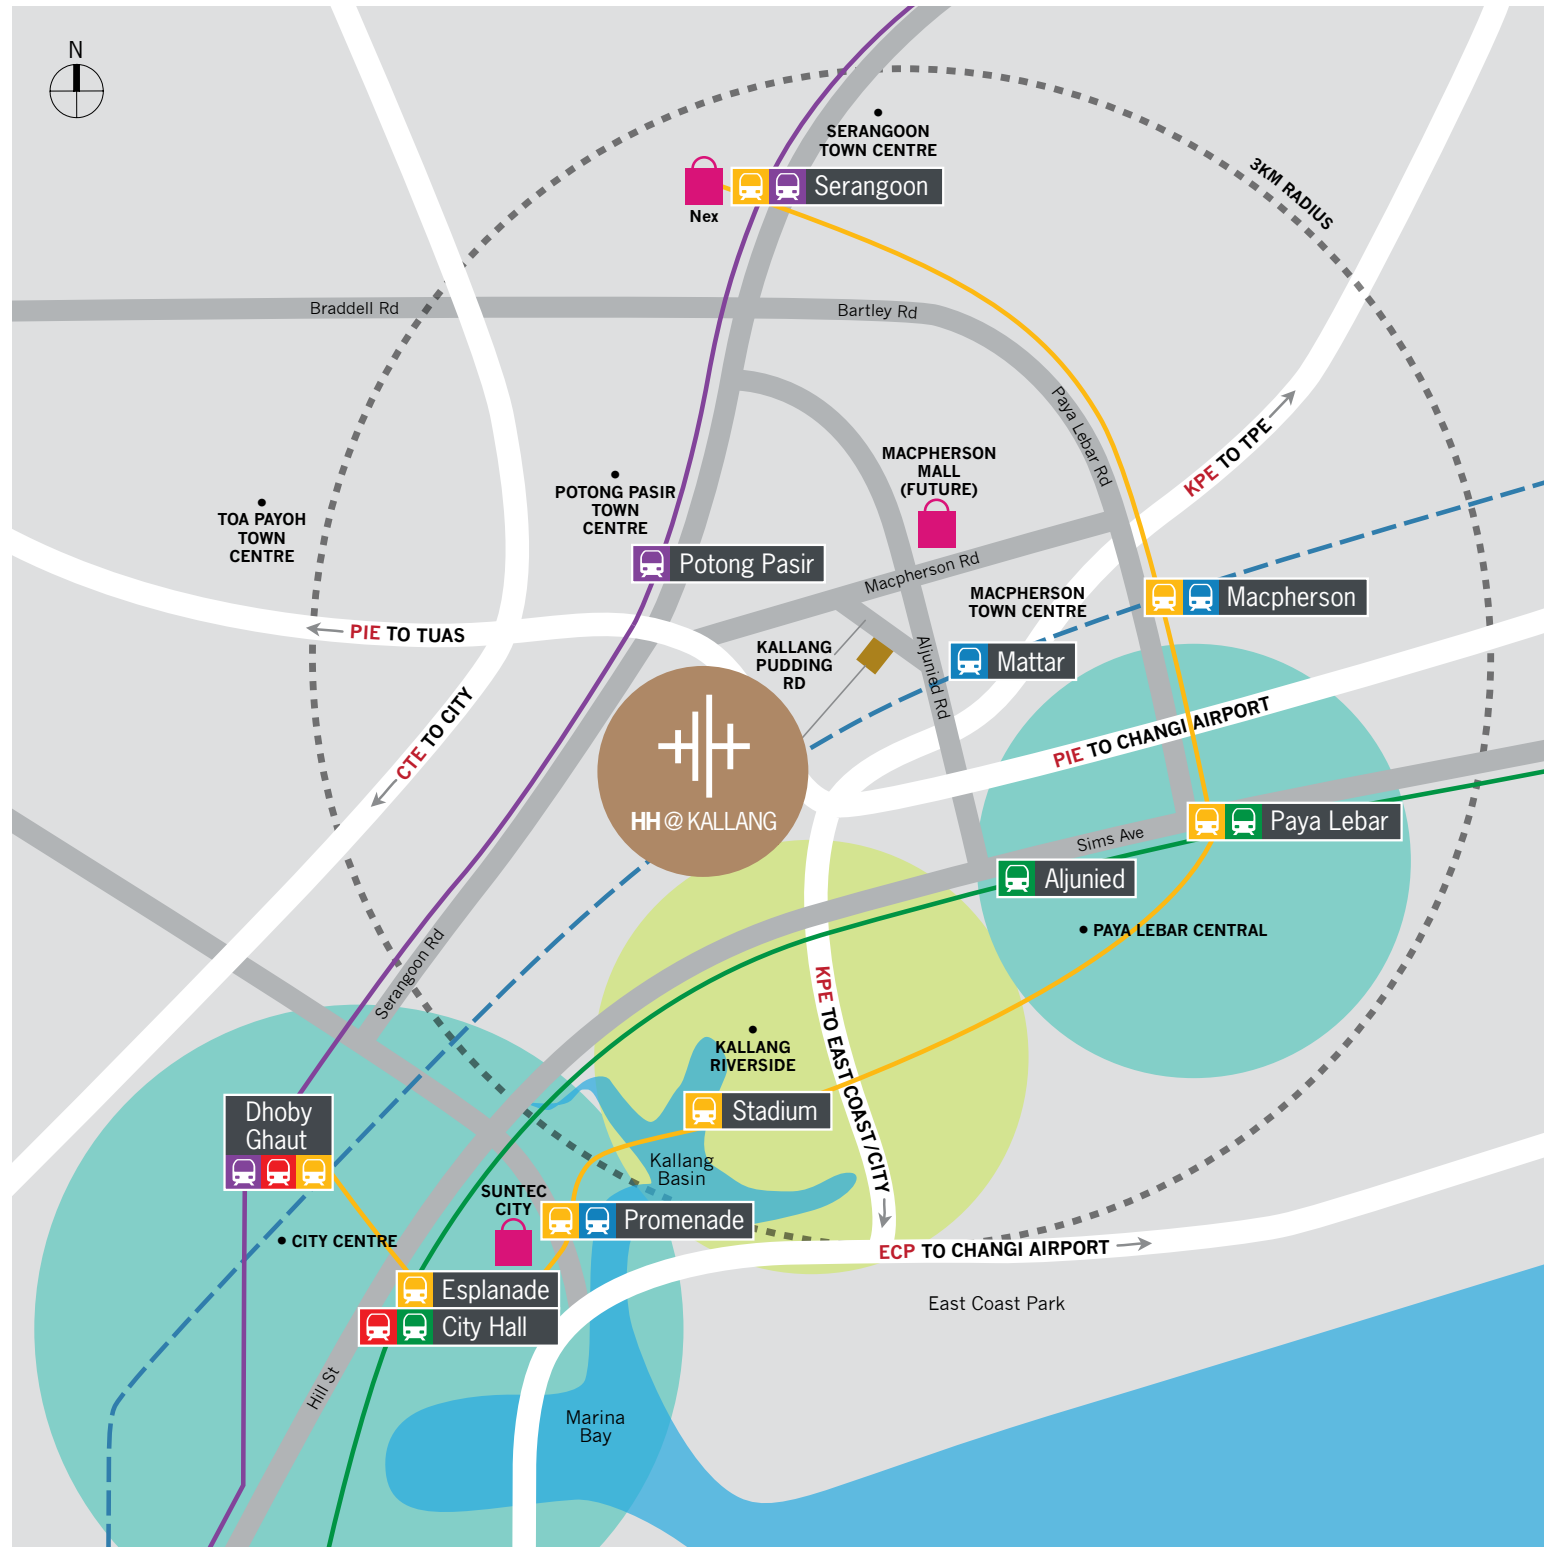 N
SERANGOON
TOWN CENTRE
3KM RADIUS
Serangoon
Nex
Braddell Rd
Bartley Rd
Paya Lebar Rd
MACPHERSON
MALL
(FUTURE)
KPE TO TPE
POTONG PASIR
TOWN
CENTRE
TOA PAYOH
TOWN
CENTRE
Potong Pasir
Macpherson Rd
MACPHERSON
TOWN CENTRE
Macpherson
PIE TO TUAS
KALLANG
PUDDING
RD
Aljunied Rd
Mattar
CTE TO CITY
PIE TO CHANGI AIRPORT
HH@KALLANG
Sims Ave
Paya Lebar
Aljunied
PAYA LEBAR CENTRAL
Serangoon Rd
KPE TO EAST COAST/CITY
KALLANG
RIVERSIDE
Dhoby
Ghaut
Stadium
Kallang
Basin
SUNTEC
CITY
Promenade
CITY CENTRE
ECP TO CHANGI AIRPORT
Esplanade
City Hall
East Coast Park
Hill St
Marina
Bay